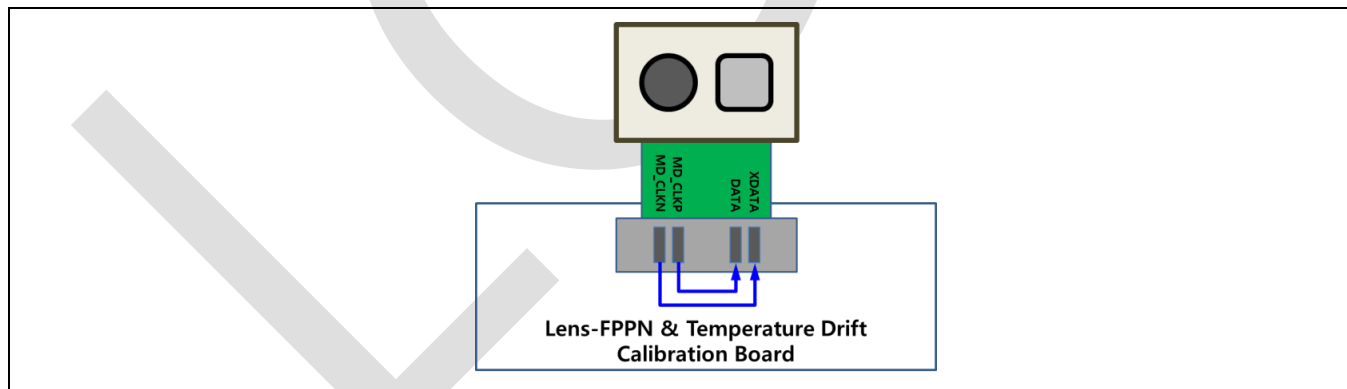 MD_CLKN
MD_CLKP
DATA
XDATA
Lens-FPPN & Temperature Drift
Calibration Board